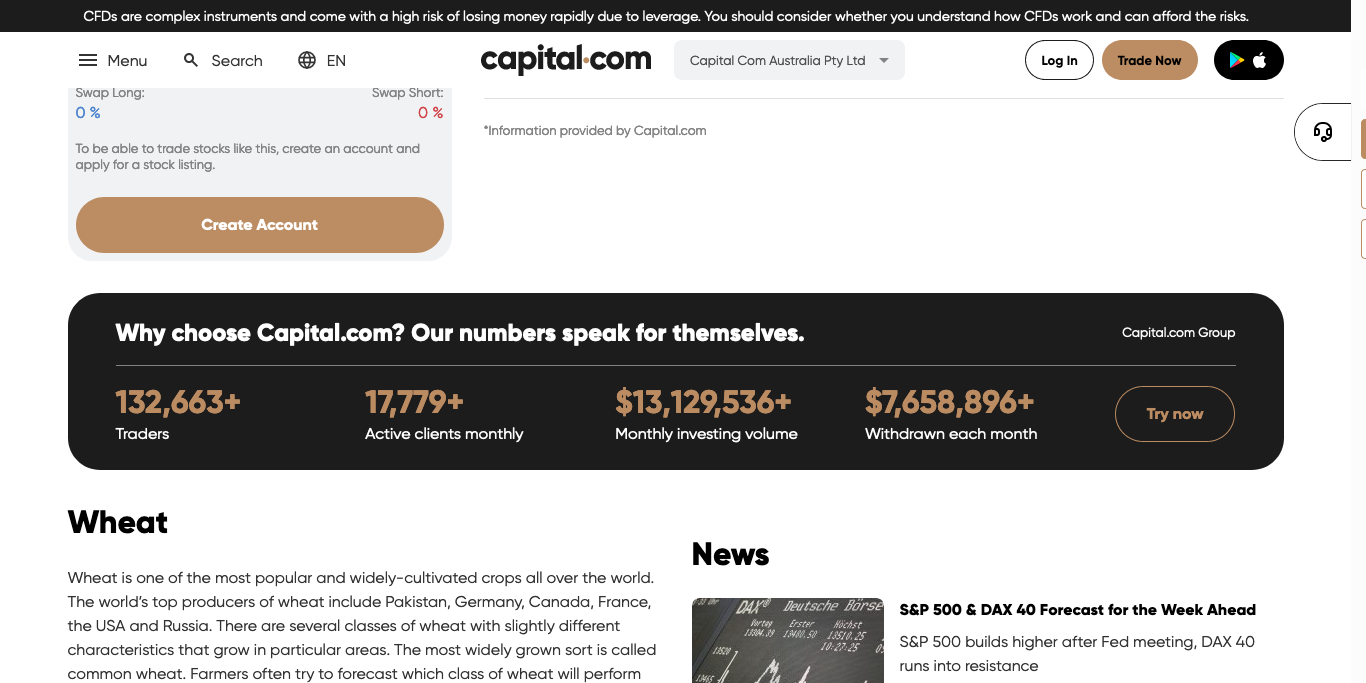 CFDs are complex instruments and come with a high risk of losing money rapidly due to leverage. You should consider whether you understand how CFDs work and can afford the risks.
Menu
Search
EN
capital.com
Capital Com Australia Pty Ltd
Log In
Trade Now
Swap Long:
Swap Short:
0 %
0 %
To be able to trade stocks like this, create an account and
apply for a stock listing.
Create Account
*Information provided by Capital.com
Why choose Capital.com? Our numbers speak for themselves.
Capital.com Group
132,663+
Traders
17,779+
Active clients monthly
$13,129,536+
Monthly investing volume
$7,658,896+
Withdrawn each month
Try now
Wheat
Wheat is one of the most popular and widely-cultivated crops all over the world.
The world's top producers of wheat include Pakistan, Germany, Canada, France,
the USA and Russia. There are several classes of wheat with slightly different
characteristics that grow in particular areas. The most widely grown sort is called
common wheat. Farmers often try to forecast which class of wheat will perform
News
DAX® Deutsche Börse
Vortag Erster Höchst
10:27:25
S&P 500 & DAX 40 Forecast for the Week Ahead
S&P 500 builds higher after Fed meeting, DAX 40
runs into resistance